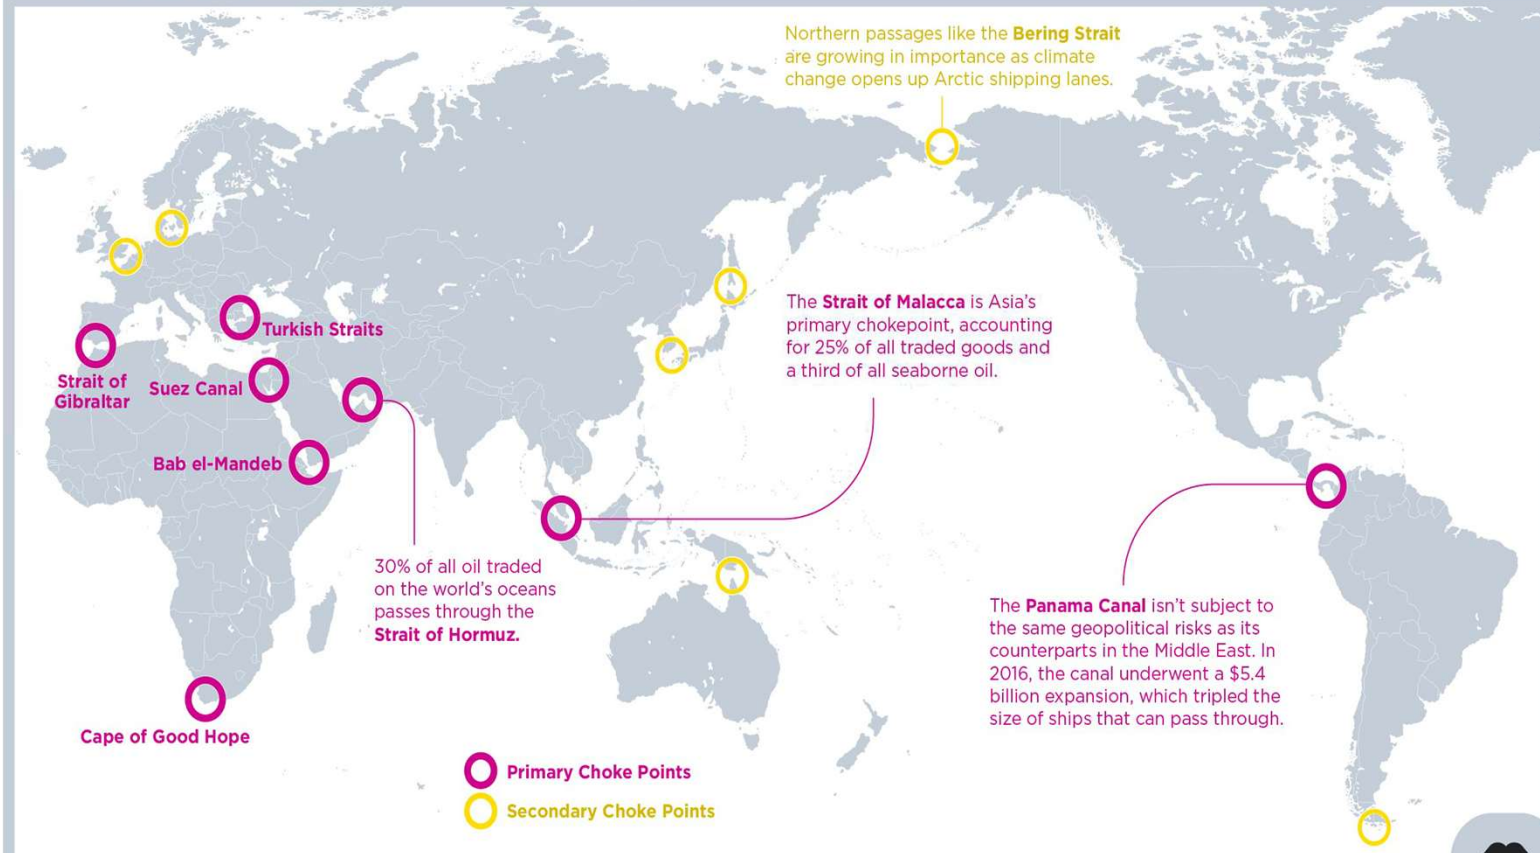 Northern passages like the Bering Strait
are growing in importance as climate
change opens up Arctic shipping lanes.
The Strait of Malacca is Asia's
primary chokepoint, accounting
for 25% of all traded goods and
a third of all seaborne oil.
Turkish Straits
Strait of
Gibraltar
Suez Canal
Bab el-Mandeb
30% of all oil traded
on the world's oceans
passes through the
Strait of Hormuz.
The Panama Canal isn't subject to
the same geopolitical risks as its
counterparts in the Middle East. In
2016, the canal underwent a $5.4
billion expansion, which tripled the
size of ships that can pass through.
Cape of Good Hope
Primary Choke Points
Secondary Choke Points